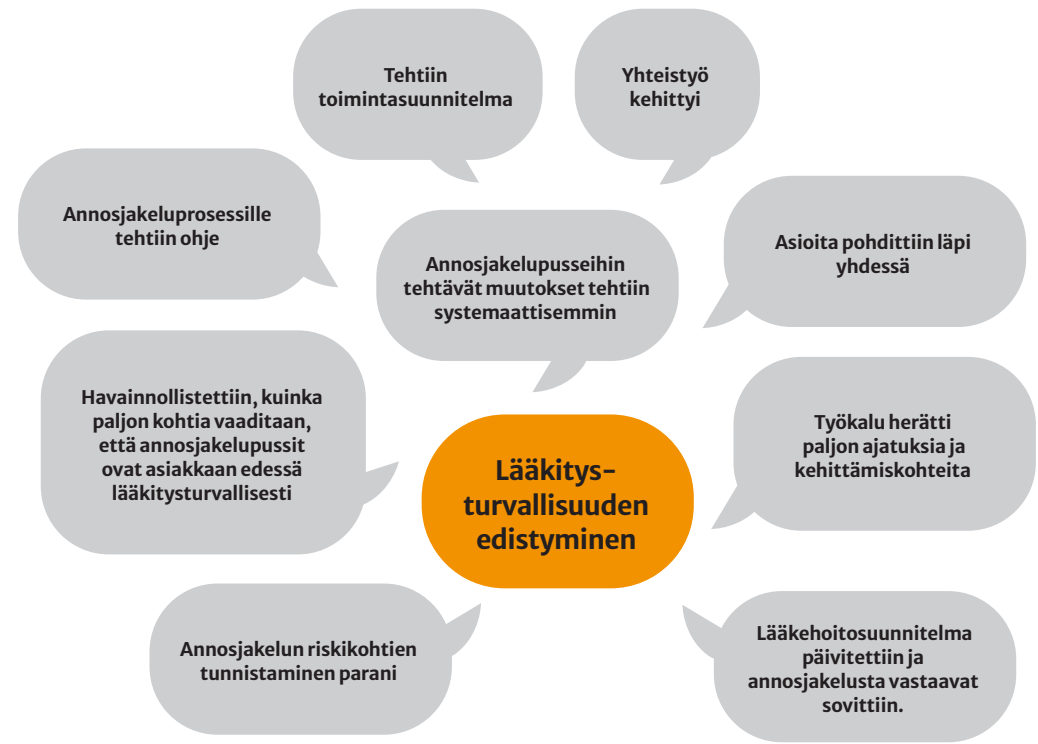 Tehtiin
toimintasuunnitelma
Yhteistyö
kehittyi
Annosjakeluprosessille
tehtiin ohje
Annosjakelupusseihin
tehtävät muutokset tehtiin
systemaattisemmin
Asioita pohdittiin läpi
yhdessä
Havainnollistettiin, kuinka
paljon kohtia vaaditaan,
että annosjakelupussit
ovat asiakkaan edessä
lääkitysturvallisesti
Lääkitys-
turvallisuuden
edistyminen
Työkalu herätti
paljon ajatuksia ja
kehittämiskohteita
Annosjakelun riskikohtien
tunnistaminen parani
Lääkehoitosuunnitelma
päivitettiin ja
annosjakelusta vastaavat
sovittiin.